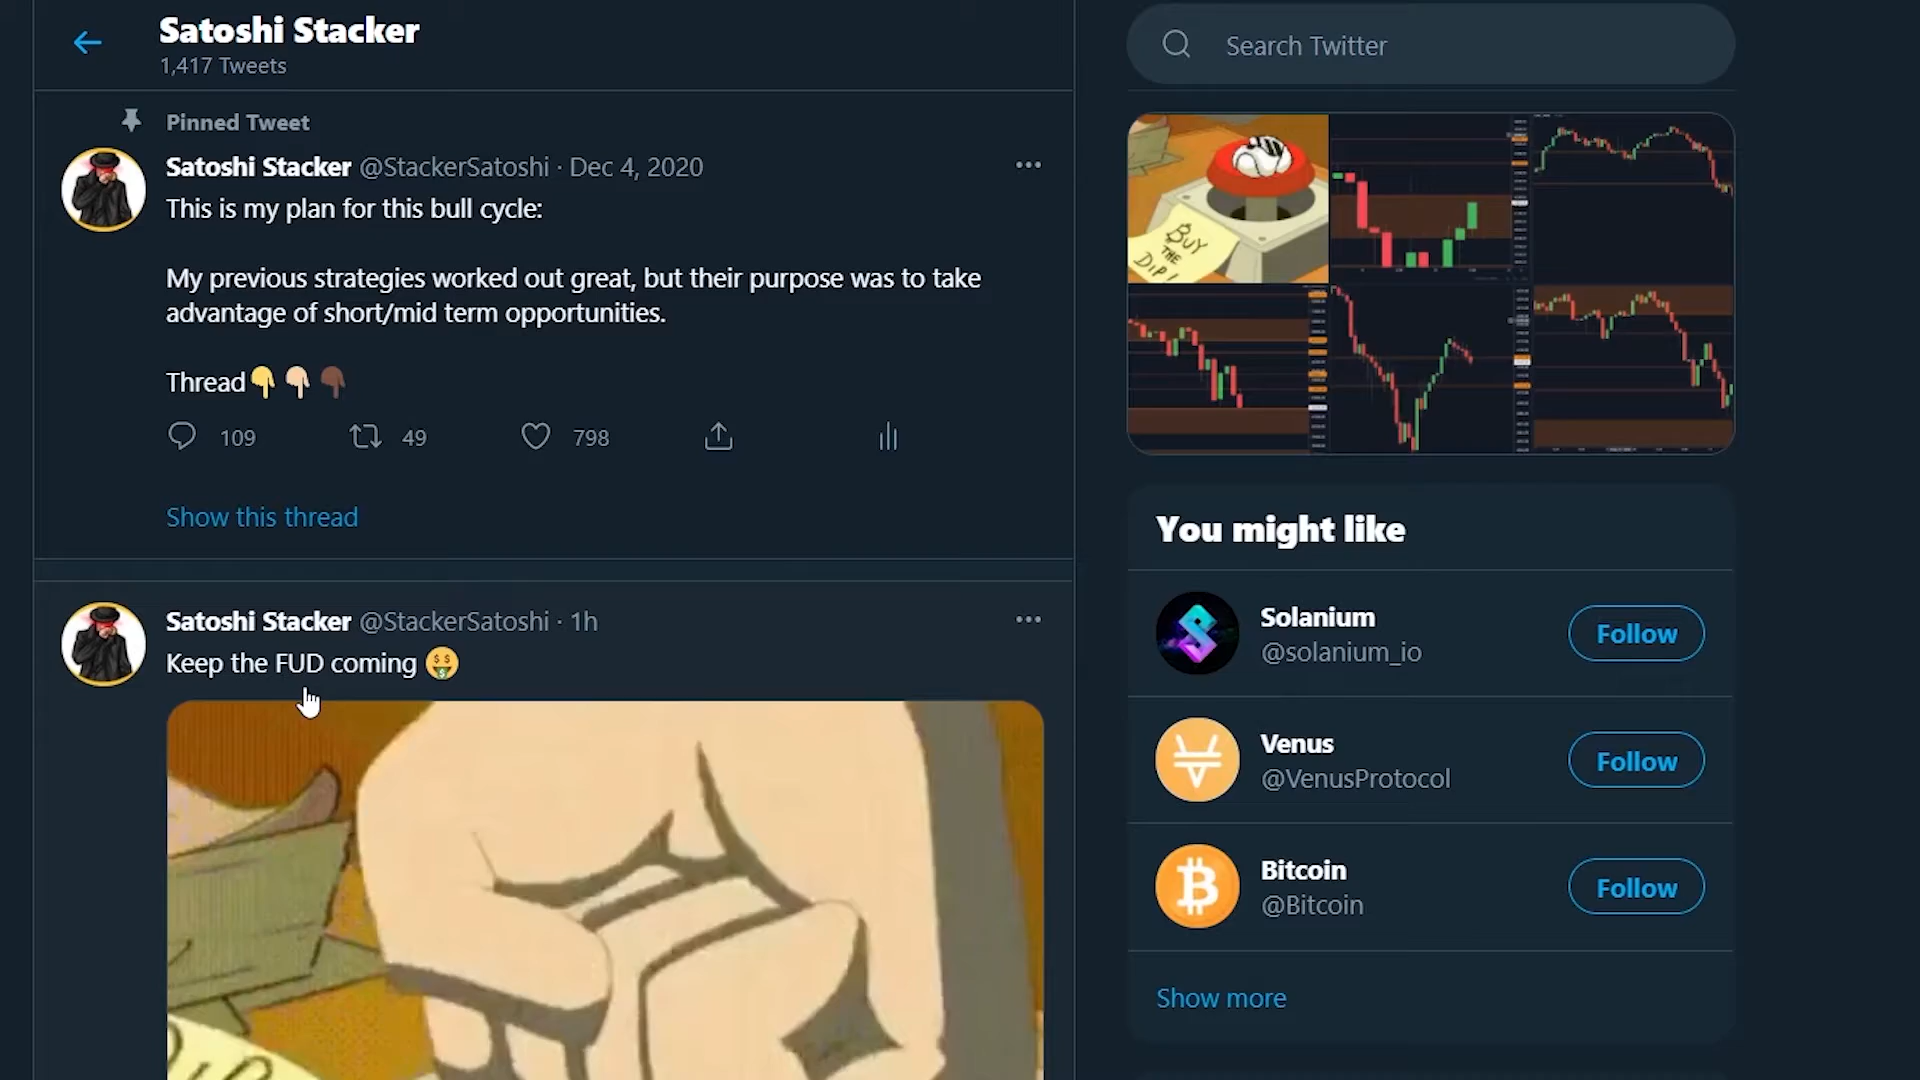 Satoshi Stacker
1,417 Tweets
Search Twitter
Pinned Tweet
Satoshi Stacker @StackerSatoshi · Dec 4, 2020
This is my plan for this bull cycle:
My previous strategies worked out great, but their purpose was to take
advantage of short/mid term opportunities.
Thread👇👇🏼👇🏾
109 49 798
Show this thread
Satoshi Stacker @StackerSatoshi · 1h
Keep the FUD coming 🤑
BUY
THE
DIP!
You might like
Solanium
@solanium_io
Follow
Venus
@VenusProtocol
Follow
Bitcoin
@Bitcoin
Follow
Show more